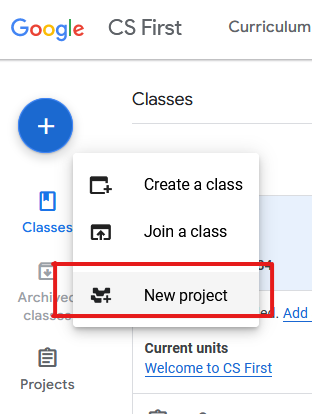 Google CS First Curriculum
Classes
Create a class
Classes
Join a class
Archived
classes
New project
Add
Current units
Projects
Welcome to CS First